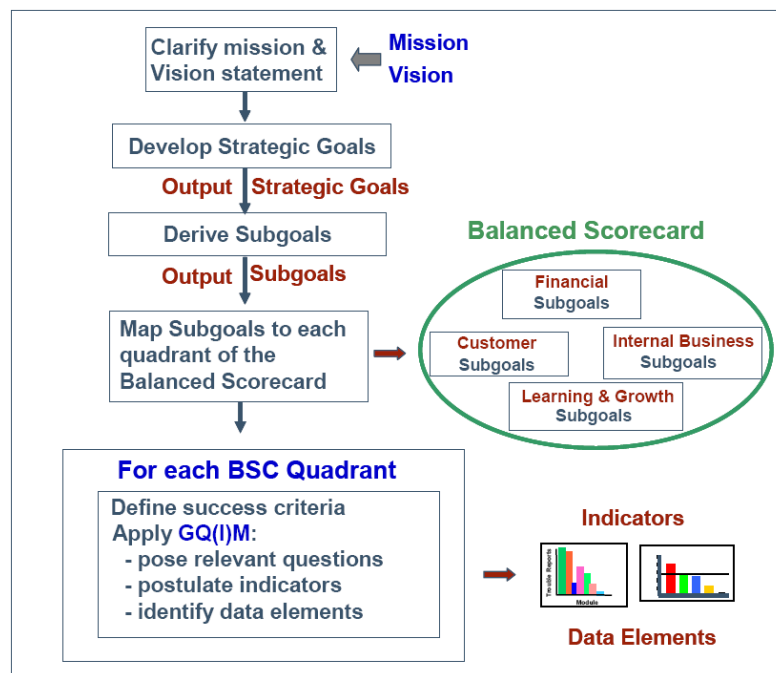 Clarify mission &
Vision statement
Mission
Vision
Develop Strategic Goals
Output Strategic Goals
Derive Subgoals
Output Subgoals
Balanced Scorecard
Map Subgoals to each
quadrant of the
Balanced Scorecard
Financial
Subgoals
Customer
Subgoals
Internal Business
Subgoals
Learning & Growth
Subgoals
For each BSC Quadrant
Define success criteria
Apply GQ(I)M:
- pose relevant questions
- postulate indicators
- identify data elements
Indicators
Trouble Reports
Module
Data Elements